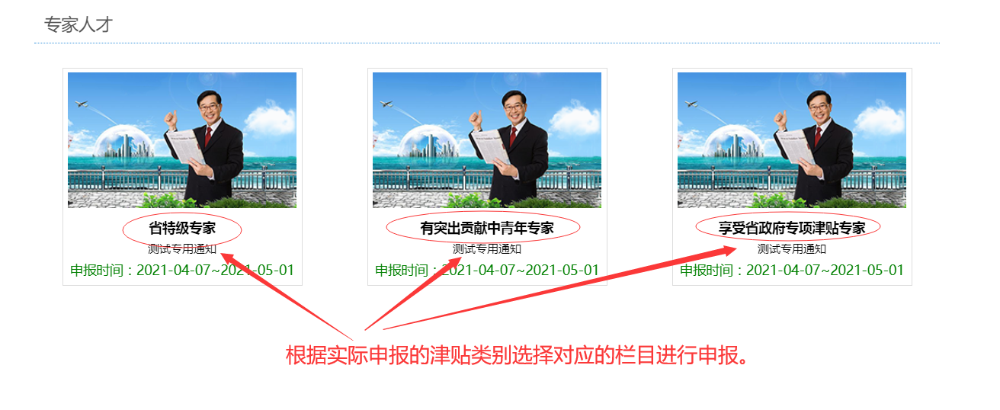 专家人才
省特级专家
测试专用通知
申报时间：2021-04-07~2021-05-01
有突出贡献中青年专家
测试专用通知
申报时间：2021-04-07~2021-05-01
享受省政府专项津贴专家
测试专用通知
申报时间：2021-04-07~2021-05-01
根据实际申报的津贴类别选择对应的栏目进行申报。